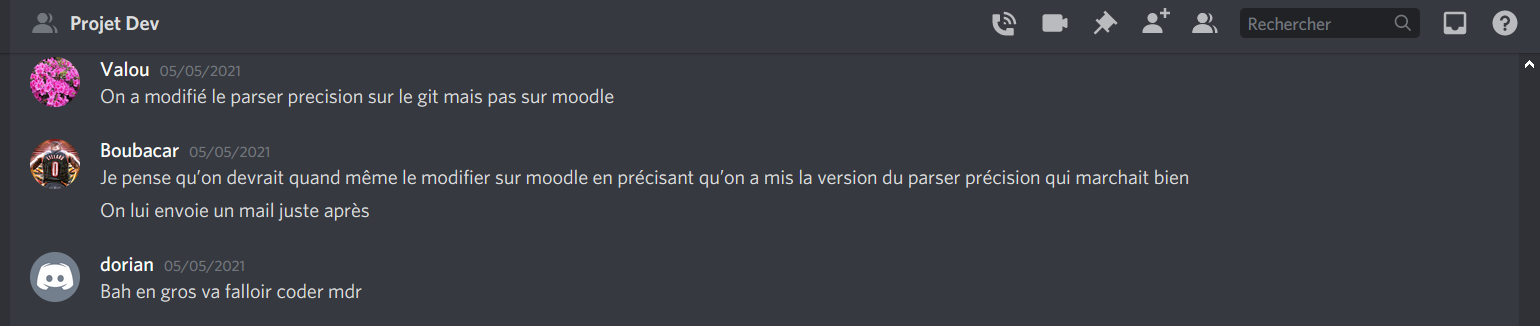 Projet Dev
Rechercher
Valou 05/05/2021
On a modifié le parser precision sur le git mais pas sur moodle
Boubacar 05/05/2021
Je pense qu'on devrait quand même le modifier sur moodle en précisant qu'on a mis la version du parser précision qui marchait bien
On lui envoie un mail juste après
dorian 05/05/2021
Bah en gros va falloir coder mdr